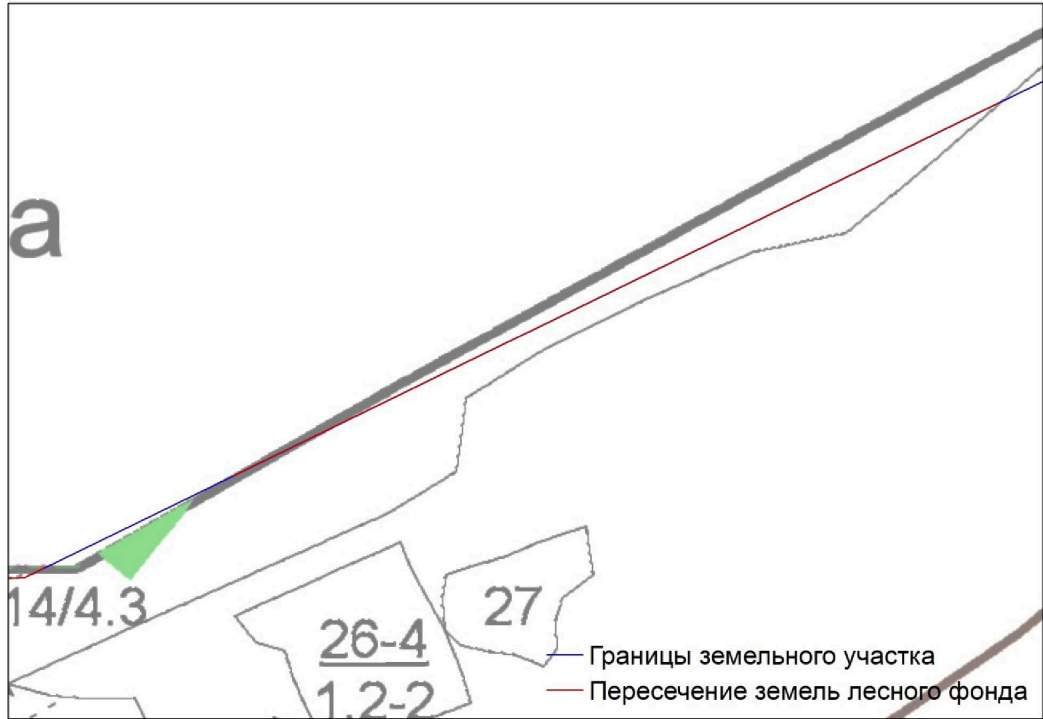 а
14/4.3
26-4
1.2-2
27
Границы земельного участка
Пересечение земель лесного фонда